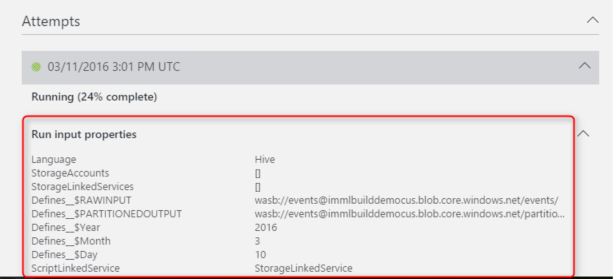 Attempts
03/11/2016 3:01 PM UTC
Running (24% complete)
Run input properties
Language Hive
StorageAccounts []
StorageLinkedServices []
Defines__$RAWINPUT wasb://events@immlbuilddemocus.blob.core.windows.net/events/
Defines__$PARTITIONEDOUTPUT wasb://events@immlbuilddemocus.blob.core.windows.net/partitio...
Defines__$Year 2016
Defines__$Month 3
Defines__$Day 10
ScriptLinkedService StorageLinkedService